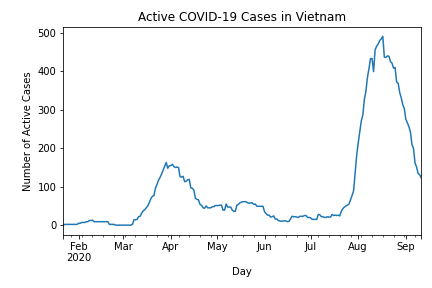 Active COVID-19 Cases in Vietnam
Number of Active Cases
500
400
300
200
100
0
Feb Mar Apr May Jun Jul Aug Sep
2020
Day